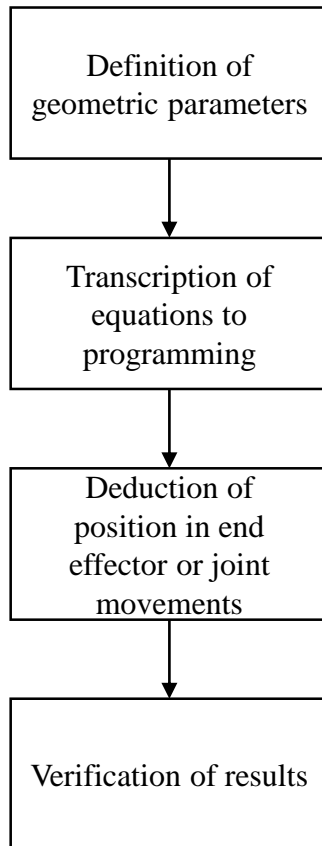 Definition of
geometric parameters
Transcription of
equations to
programming
Deduction of
position in end
effector or joint
movements
Verification of results